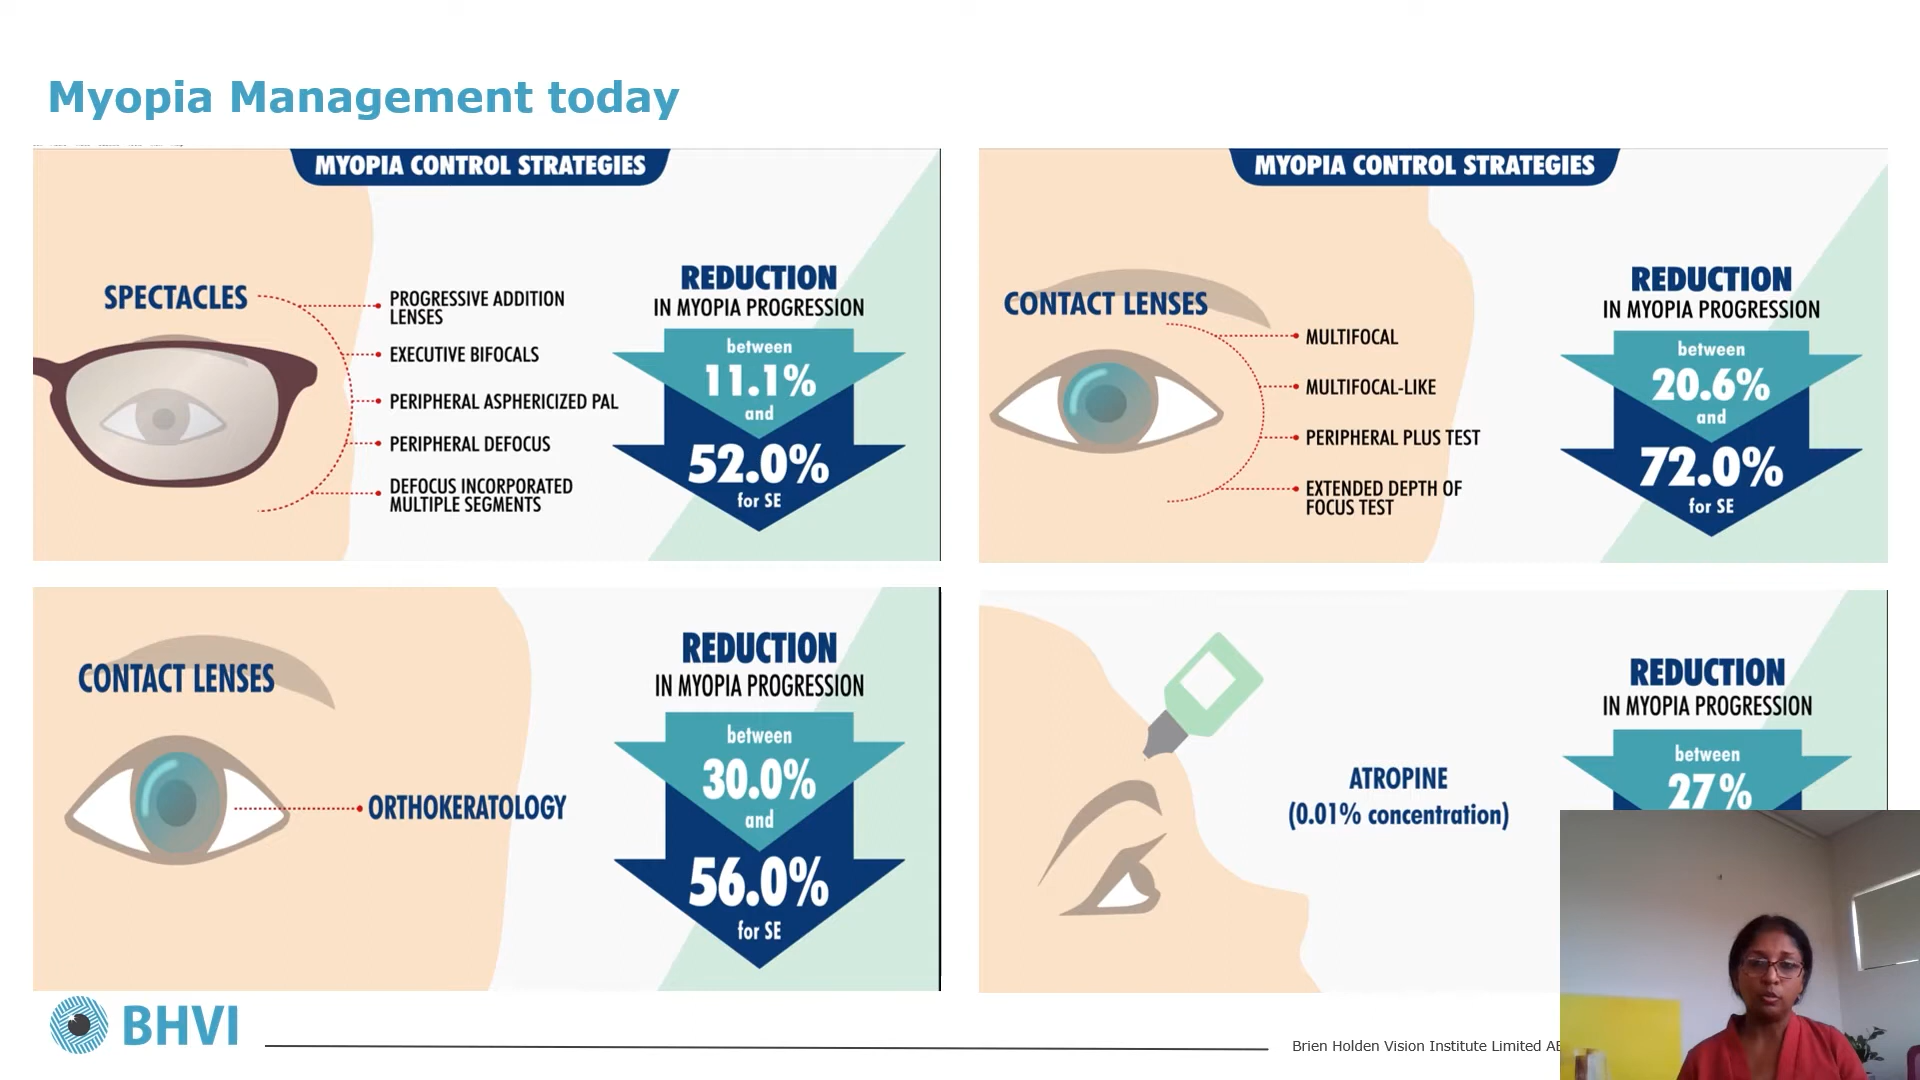 Myopia Management today
MYOPIA CONTROL STRATEGIES
SPECTACLES
PROGRESSIVE ADDITION
LENSES
EXECUTIVE BIFOCALS
PERIPHERAL ASPHERICIZED PAL
PERIPHERAL DEFOCUS
DEFOCUS INCORPORATED
MULTIPLE SEGMENTS
REDUCTION
IN MYOPIA PROGRESSION
between
11.1%
and
52.0%
for SE
MYOPIA CONTROL STRATEGIES
CONTACT LENSES
MULTIFOCAL
MULTIFOCAL-LIKE
PERIPHERAL PLUS TEST
EXTENDED DEPTH OF
FOCUS TEST
REDUCTION
IN MYOPIA PROGRESSION
between
20.6%
and
72.0%
for SE
CONTACT LENSES
ORTHOKERATOLOGY
REDUCTION
IN MYOPIA PROGRESSION
between
30.0%
and
56.0%
for SE
ATROPINE
(0.01% concentration)
REDUCTION
IN MYOPIA PROGRESSION
between
27%
BHVI
Brien Holden Vision Institute Limited